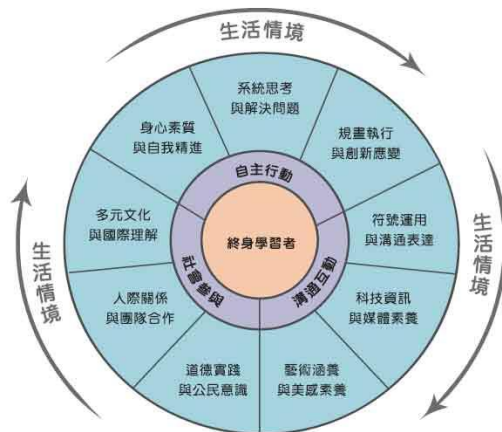 生活情境
系統思考
與解決問題
規畫執行
與創新應變
符號運用
與溝通表達
科技資訊
與媒體素養
藝術涵養
與美感素養
道德實踐
與公民意識
人際關係
與團隊合作
多元文化
與國際理解
身心素質
與自我精進
自主行動
溝通互動
社會參與
終身學習者
生活情境
生活情境